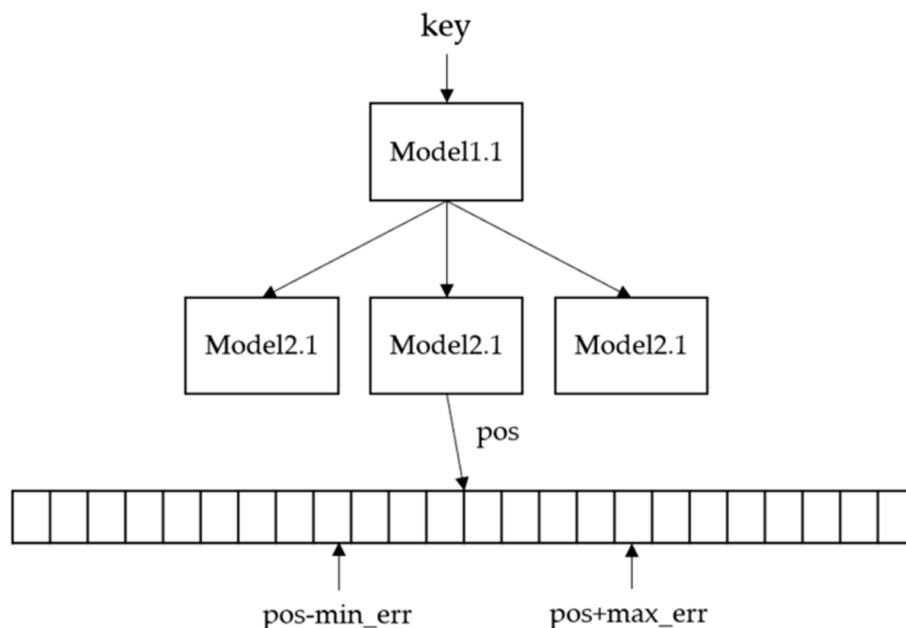 key
Model1.1
Model2.1 Model2.1 Model2.1
pos
pos-min_err pos+max_err